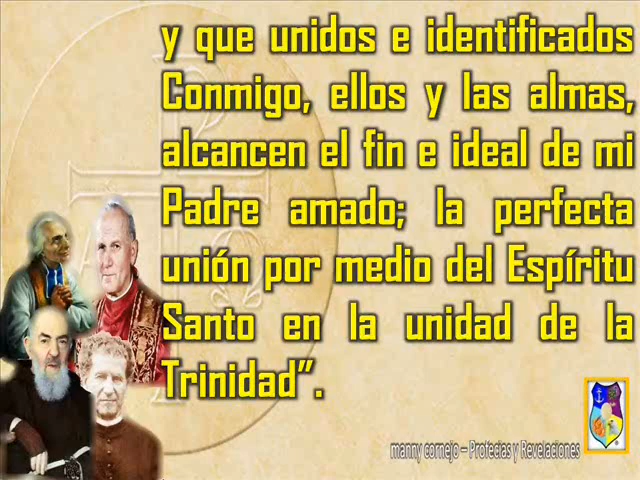 y que unidos e identificados
Conmigo, ellos y las almas,
alcancen el fin e ideal de mi
Padre amado; la perfecta
unión por medio del Espíritu
Santo en la unidad de la
Trinidad”.
manny cornejo – Profecias y Revelaciones